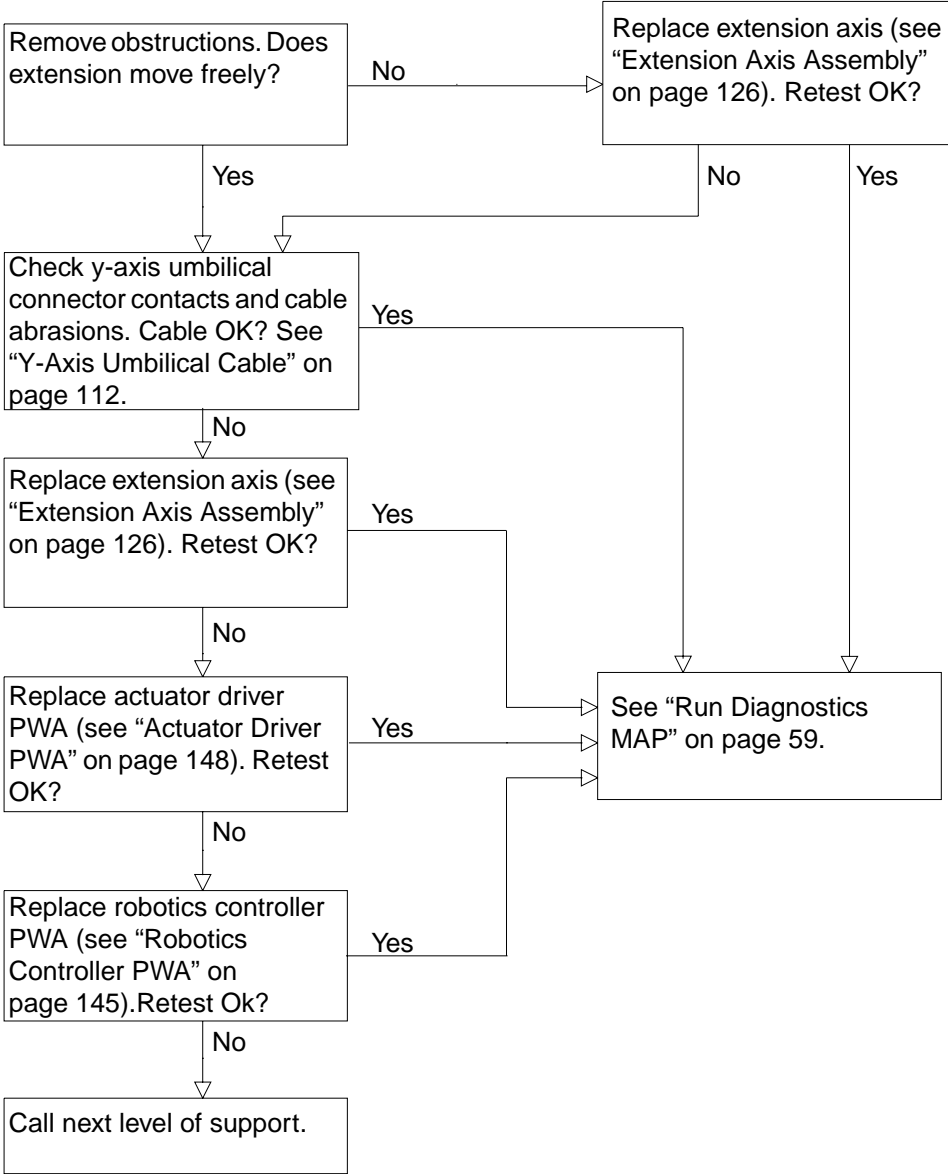 Remove obstructions. Does
extension move freely?
No
Replace extension axis (see
“Extension Axis Assembly”
on page 126). Retest OK?
Yes
No
Yes
Check y-axis umbilical
connector contacts and cable
abrasions. Cable OK? See
“Y-Axis Umbilical Cable” on
page 112.
Yes
No
Replace extension axis (see
“Extension Axis Assembly”
on page 126). Retest OK?
Yes
No
Replace actuator driver
PWA (see “Actuator Driver
PWA” on page 148). Retest
OK?
Yes
See “Run Diagnostics
MAP” on page 59.
No
Replace robotics controller
PWA (see “Robotics
Controller PWA” on
page 145).Retest Ok?
Yes
No
Call next level of support.